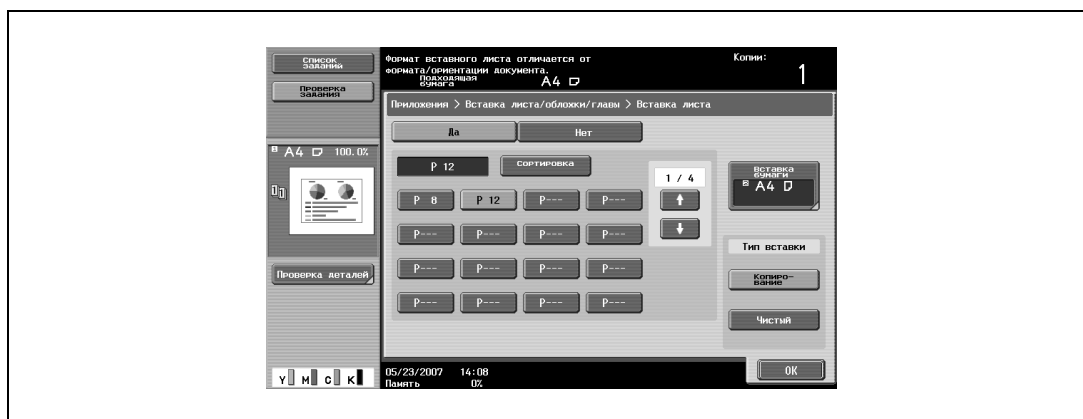 Список
заданий
Проверка
задания
A4 100.0%
Проверка деталей
Y M C K
Формат вставного листа отличается от
формата/ориентации документа.
Подходящая
бумага A4
Копии:
1
Приложения > Вставка листа/обложки/главы > Вставка листа
Да Нет
P 12 Сортировка
1 / 4
P 8 P 12 P--- P---
P--- P--- P--- P---
P--- P--- P--- P---
P--- P--- P--- P---
Вставка
бумаги
A4
Тип вставки
Копиро-
вание
Чистый
05/23/2007 14:08
Память 0%
OK